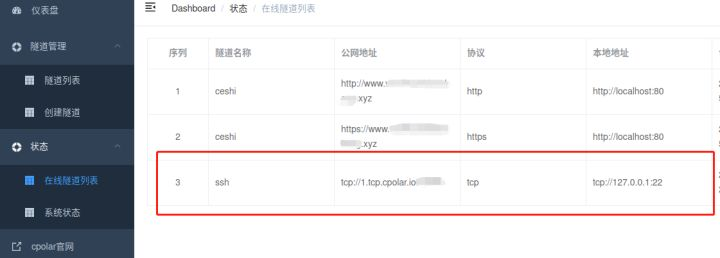 仪表盘
隧道管理
隧道列表
创建隧道
状态
在线隧道列表
系统状态
cpolar官网
Dashboard / 状态 / 在线隧道列表
序列 隧道名称 公网地址 协议 本地地址
1 ceshi http://www. http http://localhost:80
.xyz
2 ceshi https://www. https http://localhost:80
.xyz
3 ssh tcp://1.tcp.cpolar.io tcp tcp://127.0.0.1:22